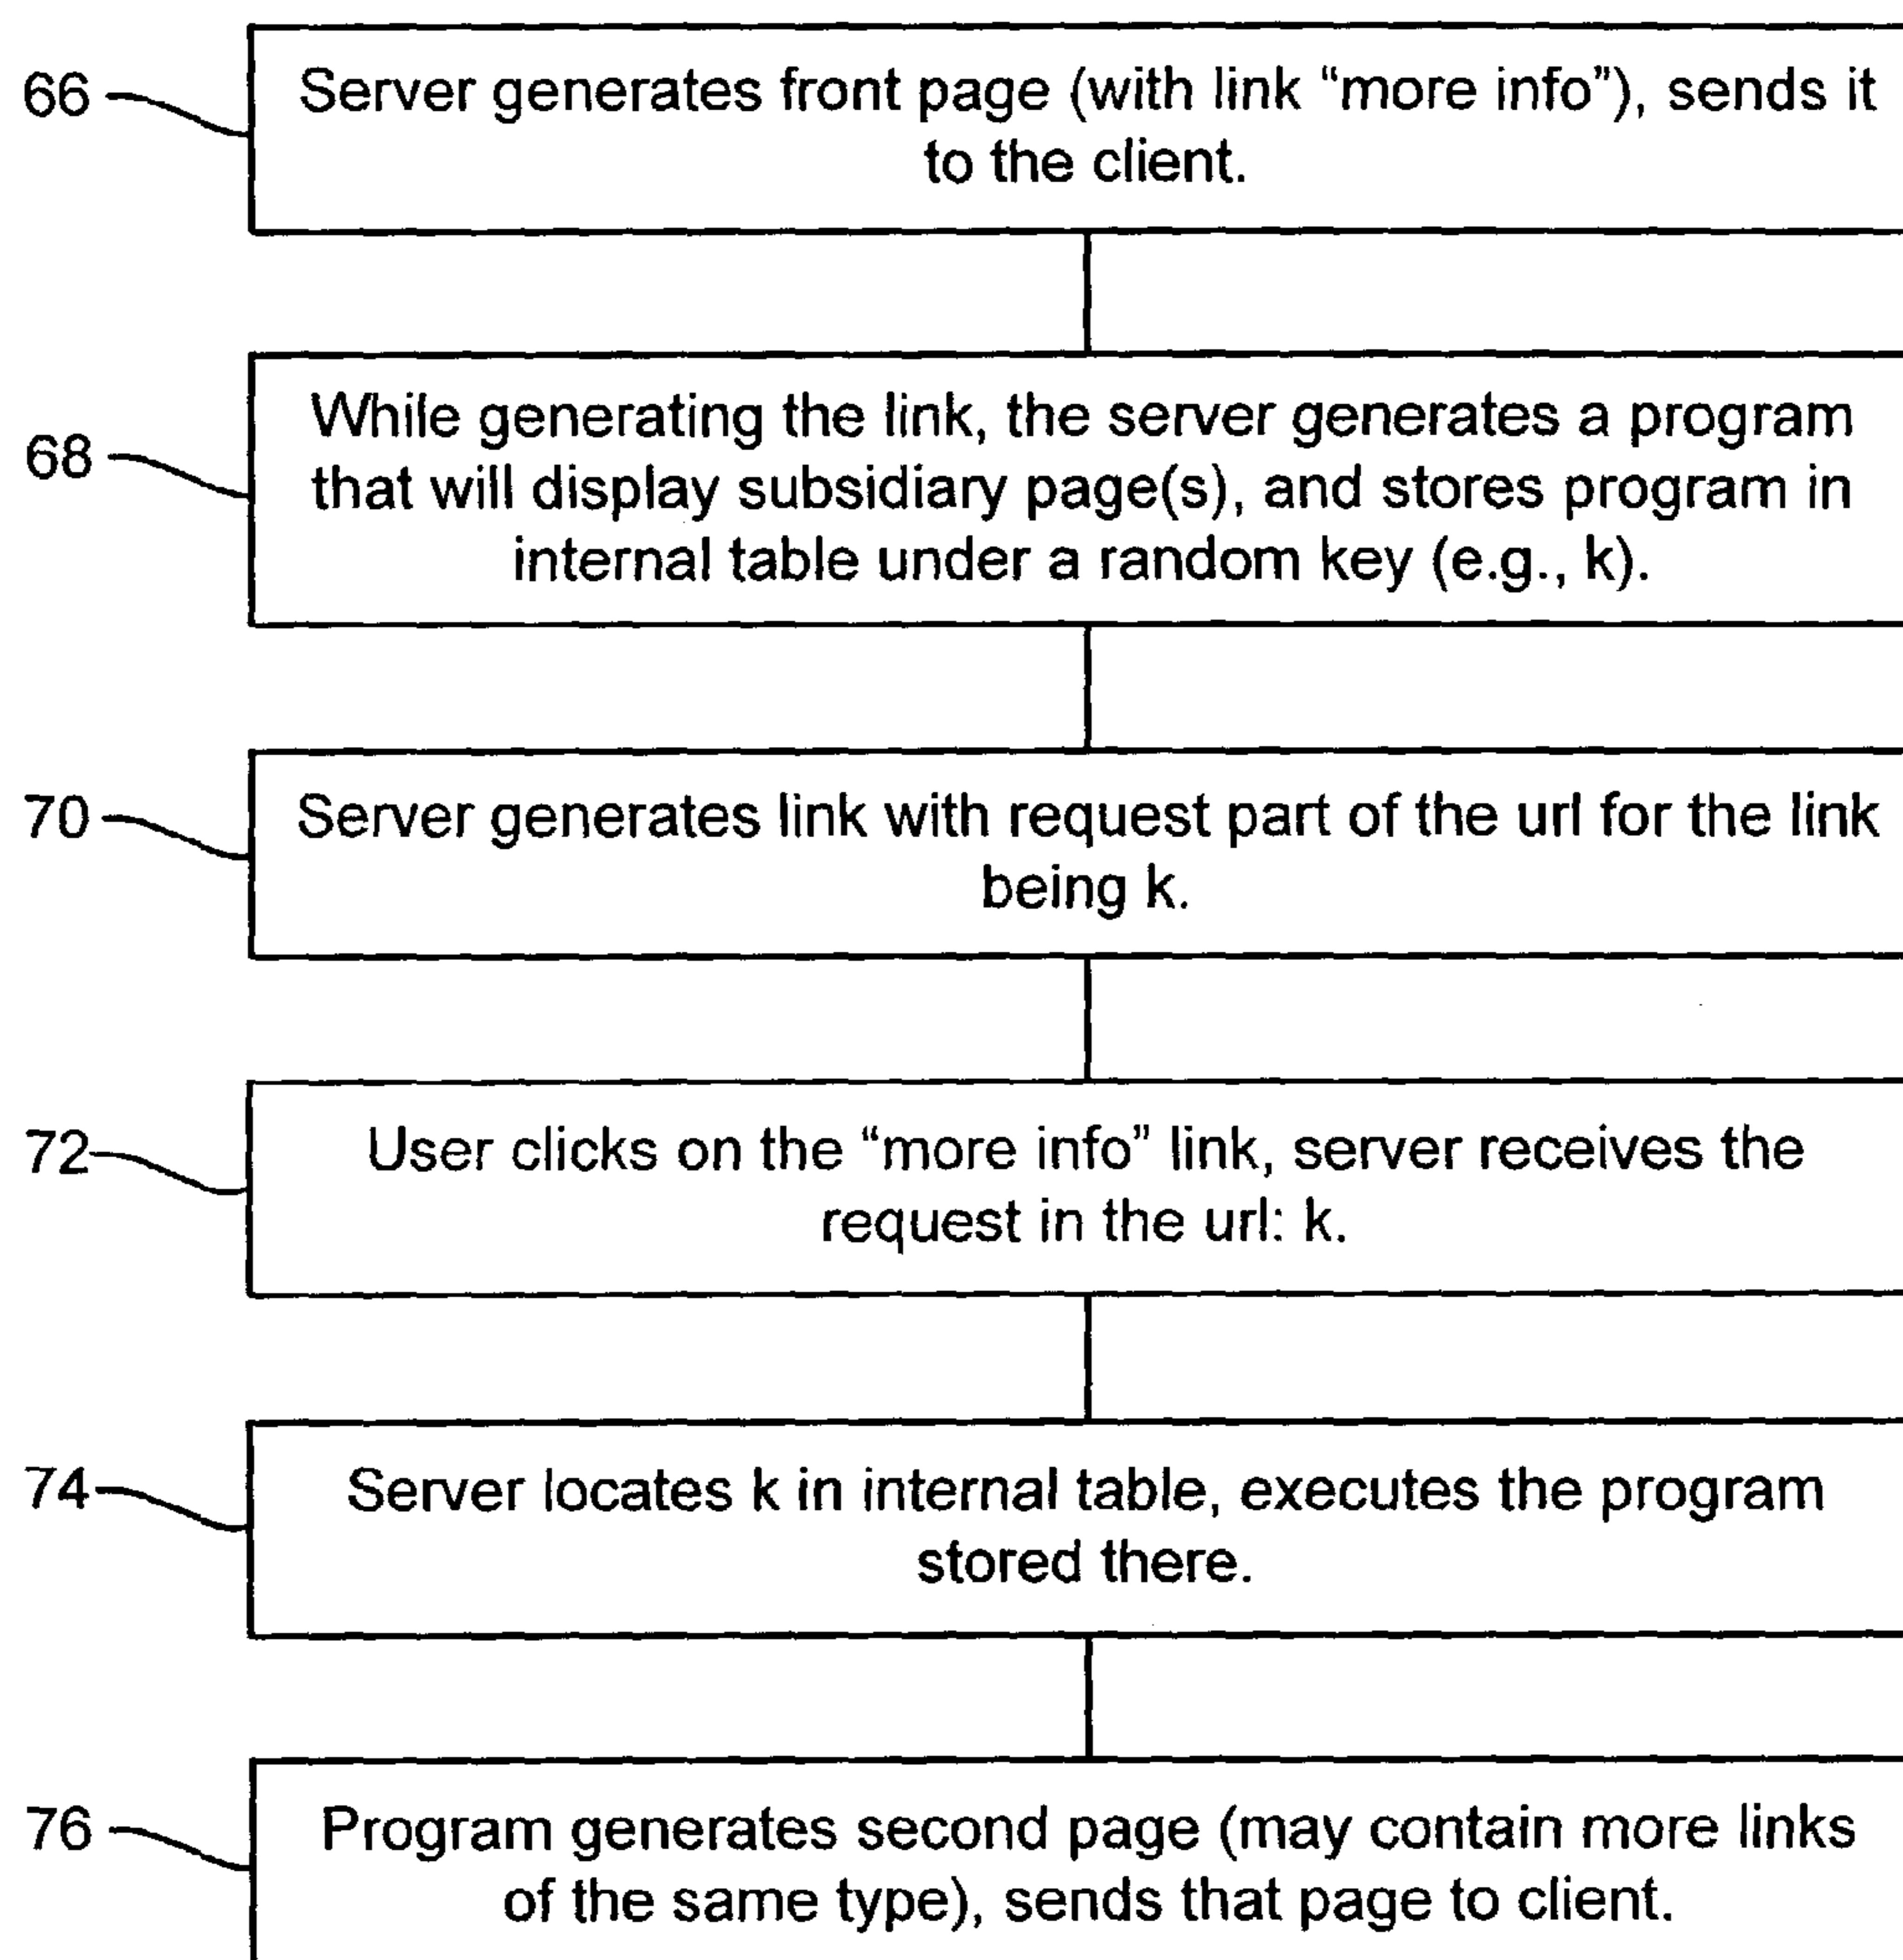 66
Server generates front page (with link “more info”), sends it
to the client.
68
While generating the link, the server generates a program
that will display subsidiary page(s), and stores program in
internal table under a random key (e.g., k).
70
Server generates link with request part of the url for the link
being k.
72
User clicks on the “more info” link, server receives the
request in the url: k.
74
Server locates k in internal table, executes the program
stored there.
76
Program generates second page (may contain more links
of the same type), sends that page to client.